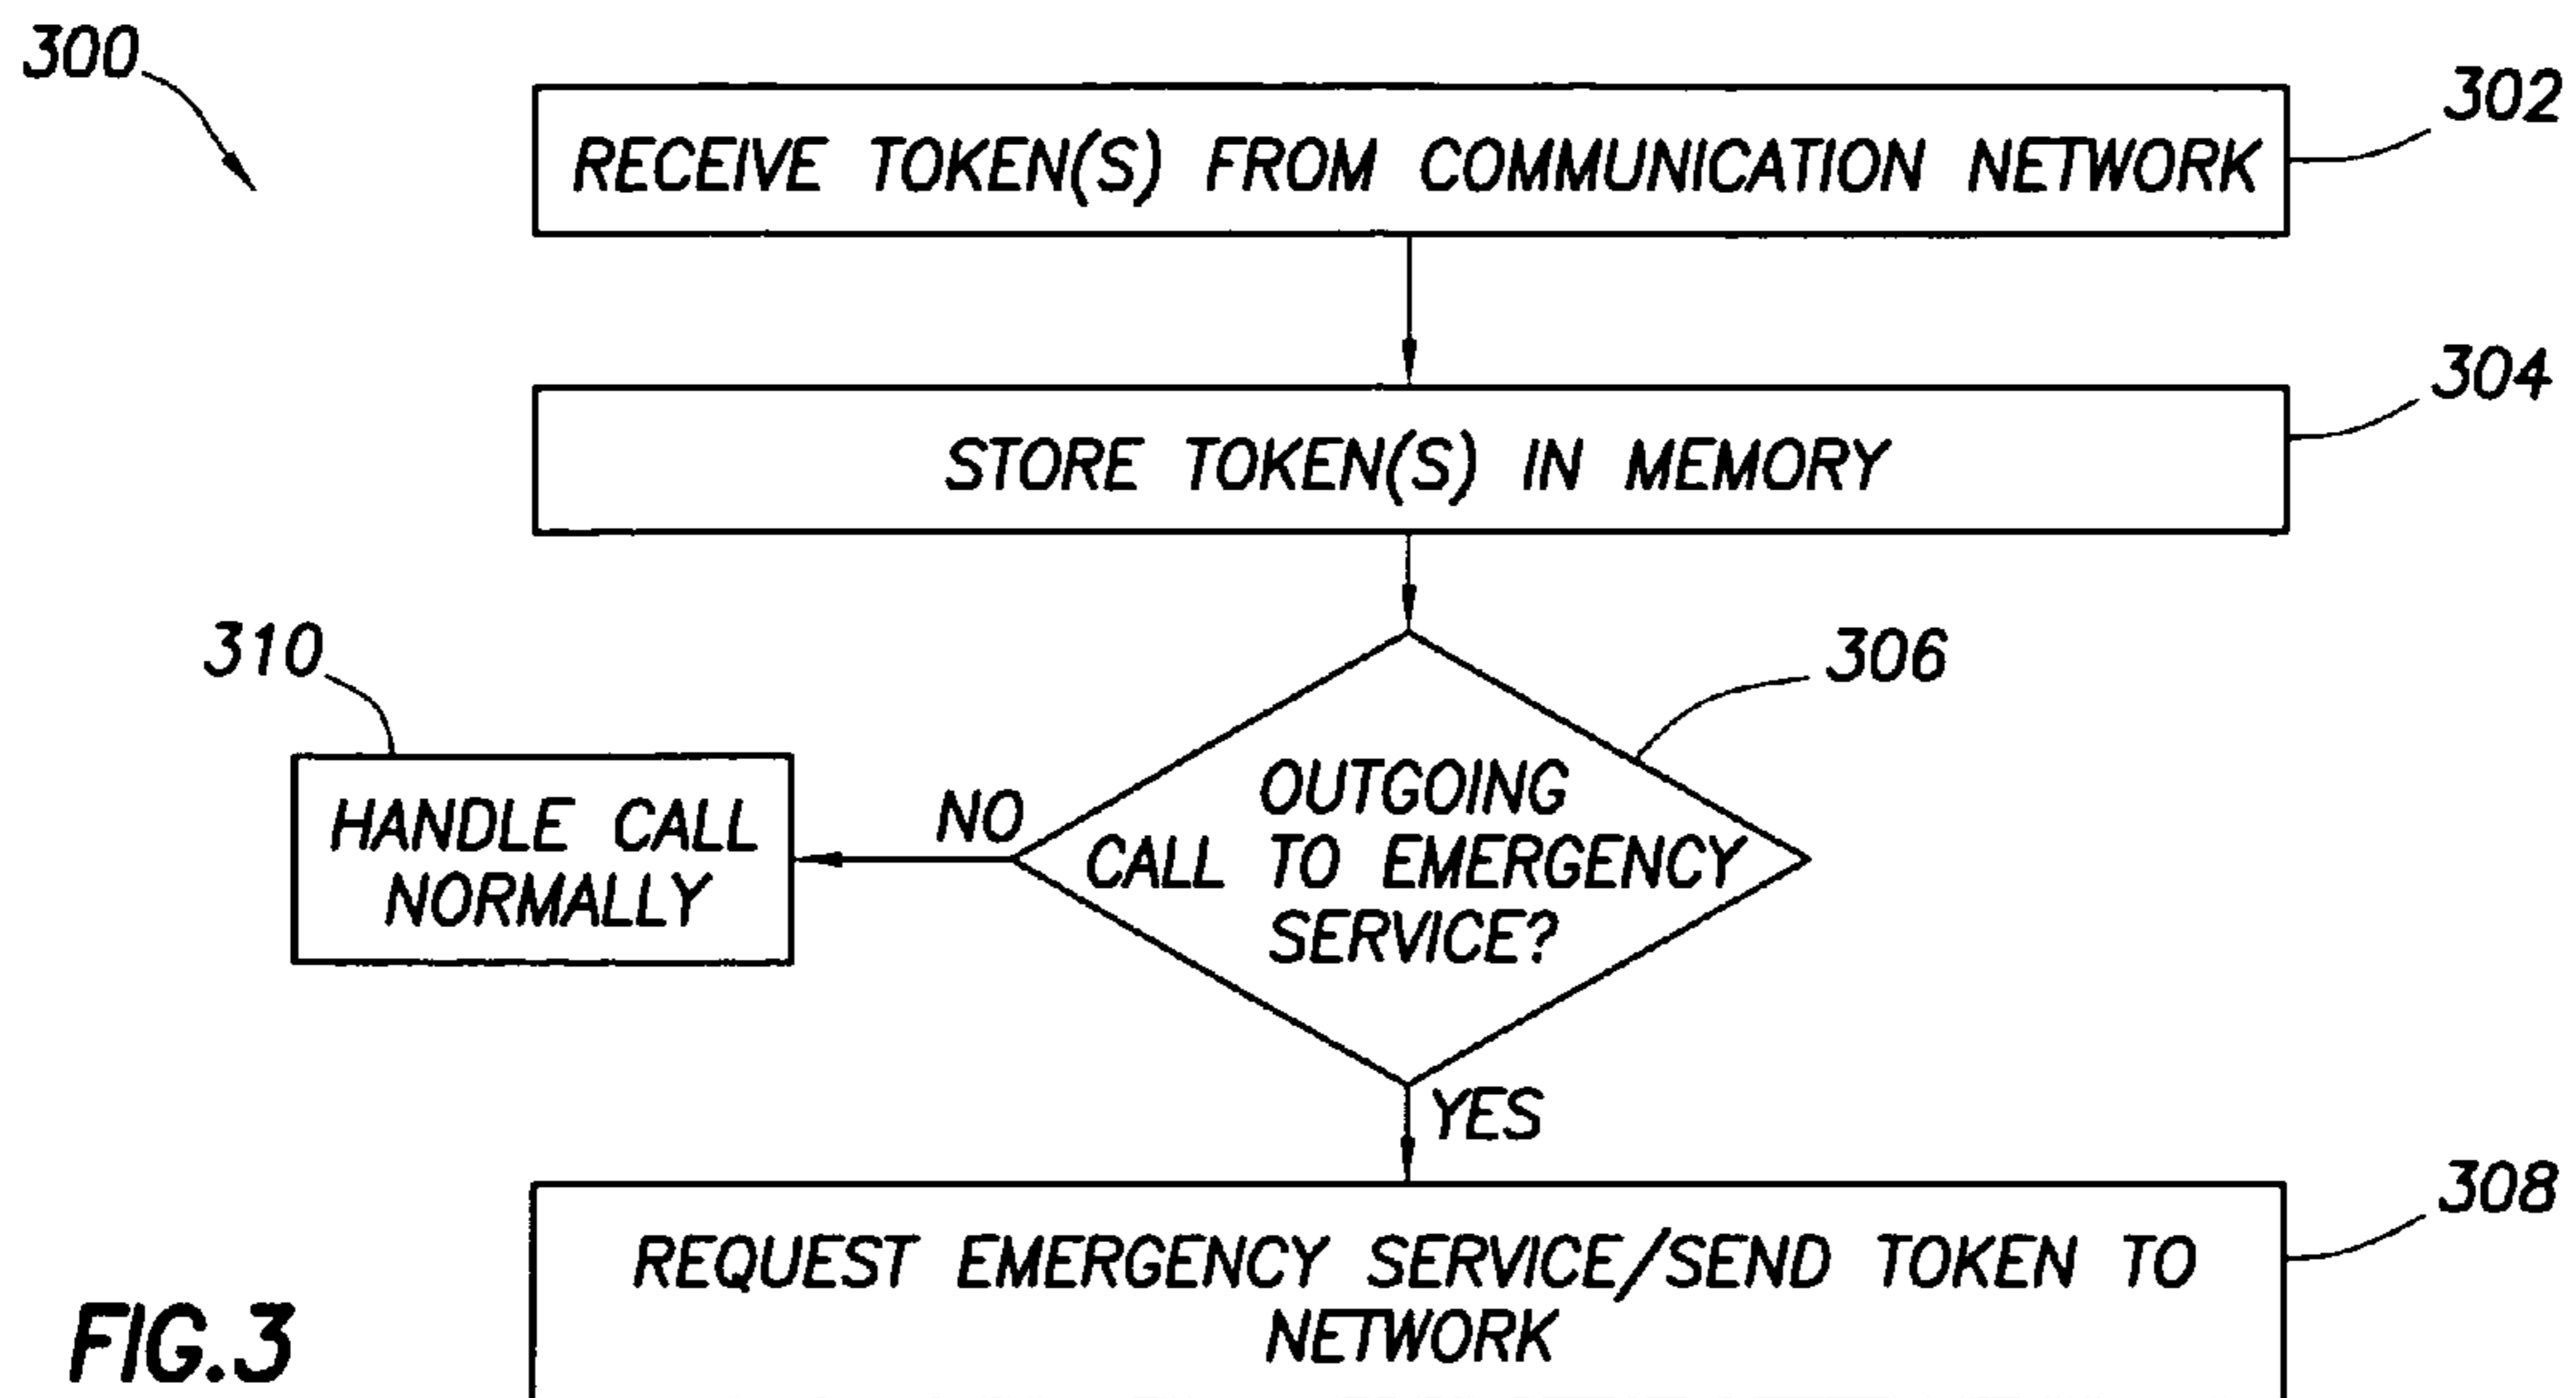 300
RECEIVE TOKEN(S) FROM COMMUNICATION NETWORK
302
STORE TOKEN(S) IN MEMORY
304
310
306
HANDLE CALL
NORMALLY
NO
OUTGOING
CALL TO EMERGENCY
SERVICE?
YES
308
REQUEST EMERGENCY SERVICE/SEND TOKEN TO
NETWORK
FIG.3